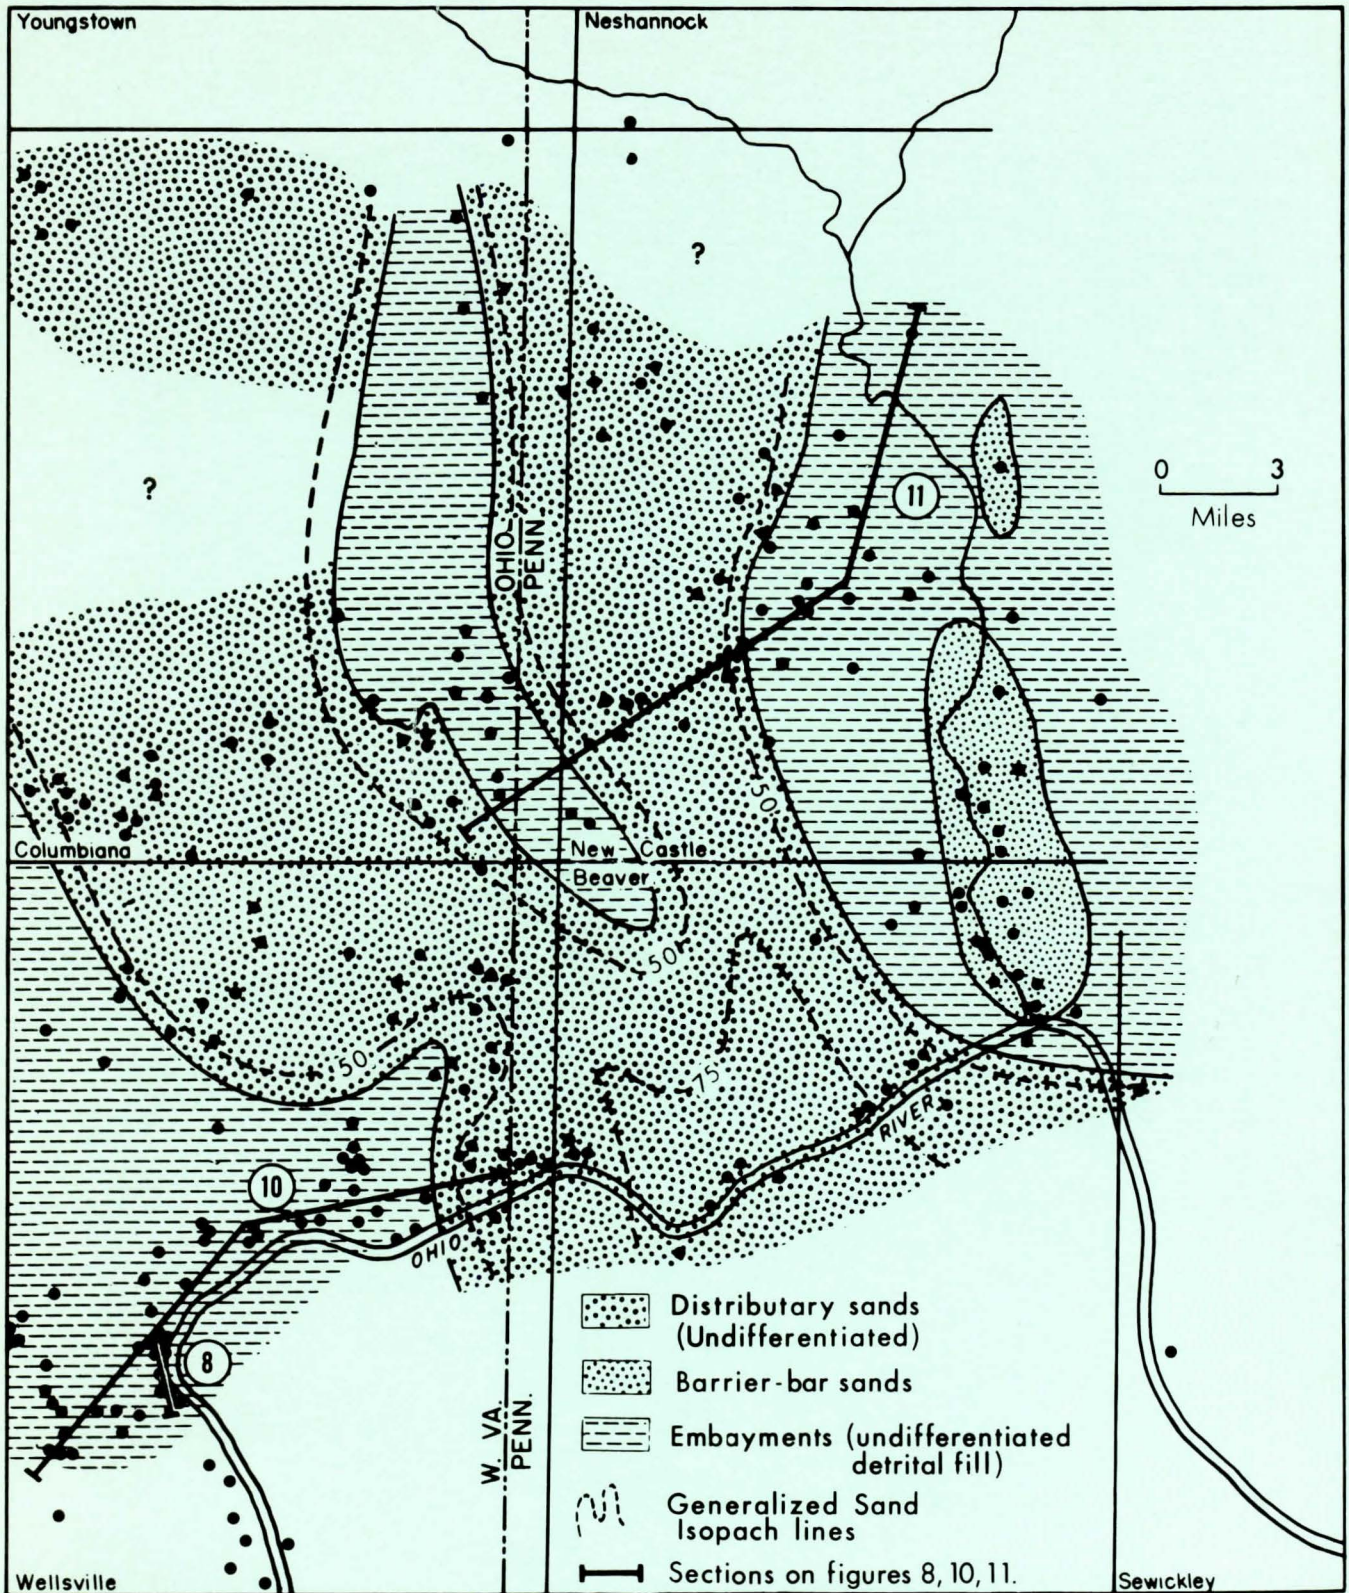 Youngstown
Neshannock
?
?
0 3
Miles
11
OHIO
PENN
50
Columbiana
New Castle
Beaver
50
50
75
RIVER
10
OHIO
8
Distributary sands
(Undifferentiated)
Barrier-bar sands
Embayments (undifferentiated
detrital fill)
Generalized Sand
Isopach lines
Sections on figures 8, 10, 11.
W. VA.
PENN.
Wellsville
Sewickley